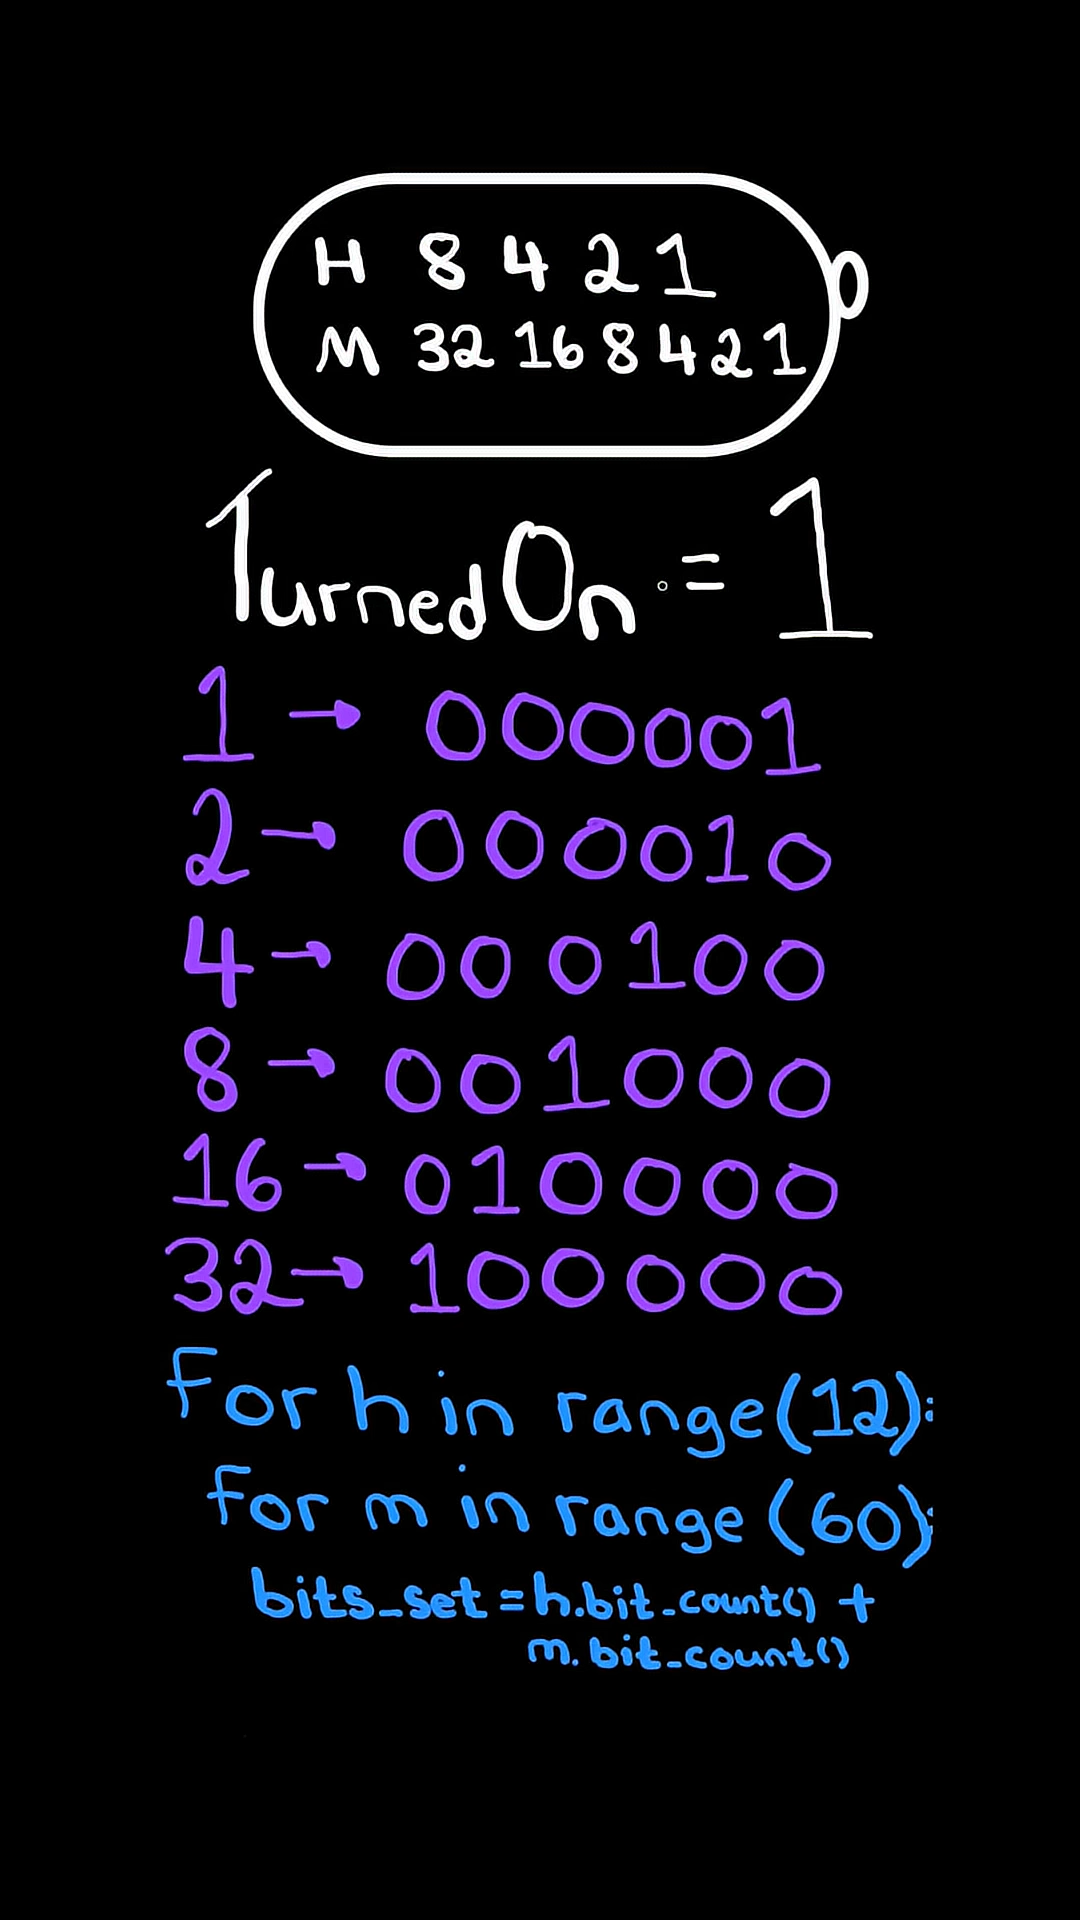 H 8 4 2 1
M 32 16 8 4 2 1
TurnedOn = 1
1 → 000001
2 → 000010
4 → 000100
8 → 001000
16 → 010000
32 → 100000
For h in range(12):
For m in range(60):
bits_set = h.bit_count() +
m.bit_count()